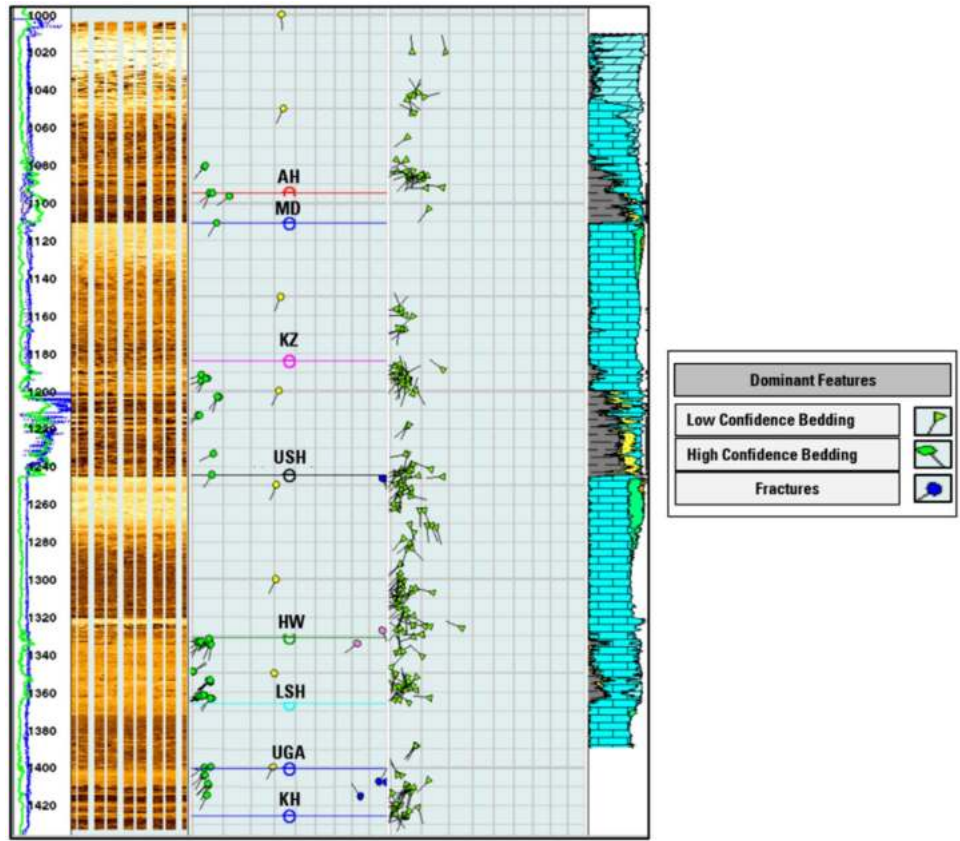 1000
1020
1040
1060
1080
AH
1100
MD
1120
1140
1160
KZ
1180
1200
1220
USH
1240
1260
1280
1300
HW
1320
1340
LSH
1360
1380
UGA
1400
KH
1420
Dominant Features
Low Confidence Bedding
High Confidence Bedding
Fractures